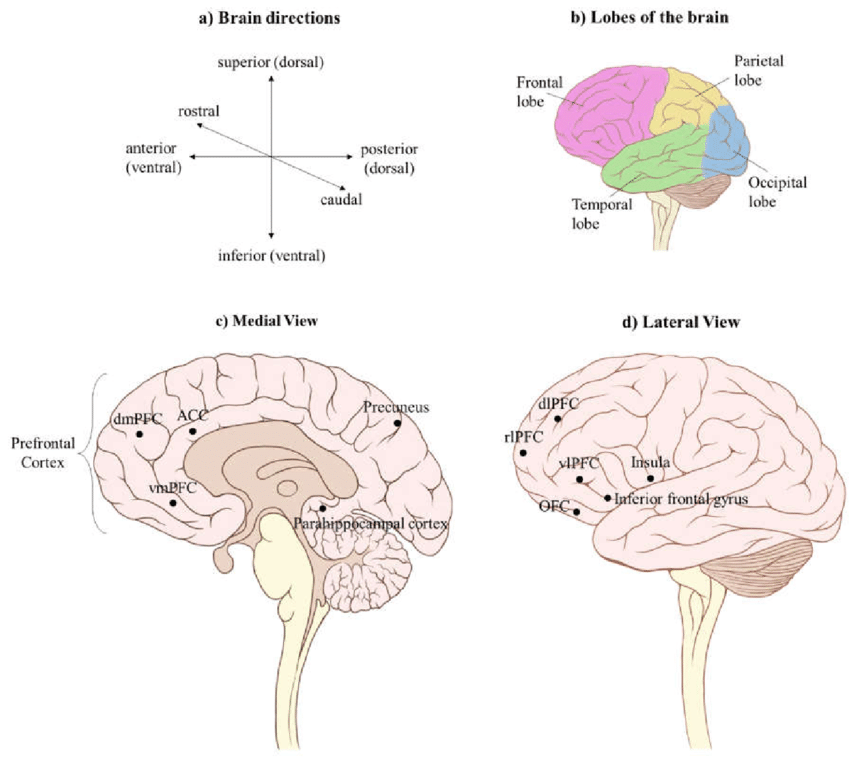 a) Brain directions
superior (dorsal)
rostral
anterior
(ventral)
posterior
(dorsal)
caudal
inferior (ventral)
b) Lobes of the brain
Frontal
lobe
Parietal
lobe
Temporal
lobe
Occipital
lobe
c) Medial View
Prefrontal
Cortex
dmPFC
ACC
Precuneus
vmPFC
Parahippocampal cortex
d) Lateral View
dlPFC
rlPFC
vlPFC
Insula
OFC
Inferior frontal gyrus